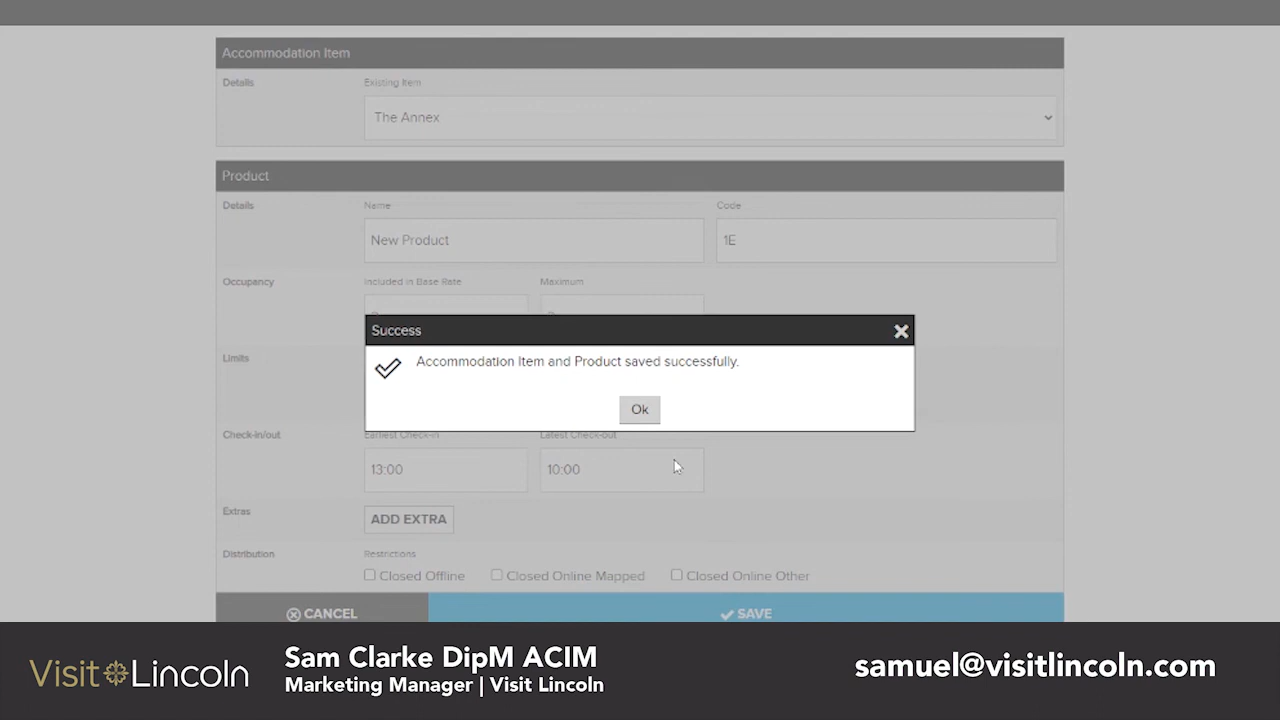 Accommodation Item
Details
Existing Item
The Annex
Product
Details
Name
Code
New Product
1E
Occupancy
Included in Base Rate
Maximum
Success
Accommodation Item and Product saved successfully.
Limits
Ok
Check-in/out
Earliest Check-in
Latest Check-out
13:00
10:00
Extras
ADD EXTRA
Distribution
Restrictions
Closed Offline
Closed Online Mapped
Closed Online Other
CANCEL
SAVE
Visit Lincoln
Sam Clarke DipM ACIM
Marketing Manager | Visit Lincoln
samuel@visitlincoln.com